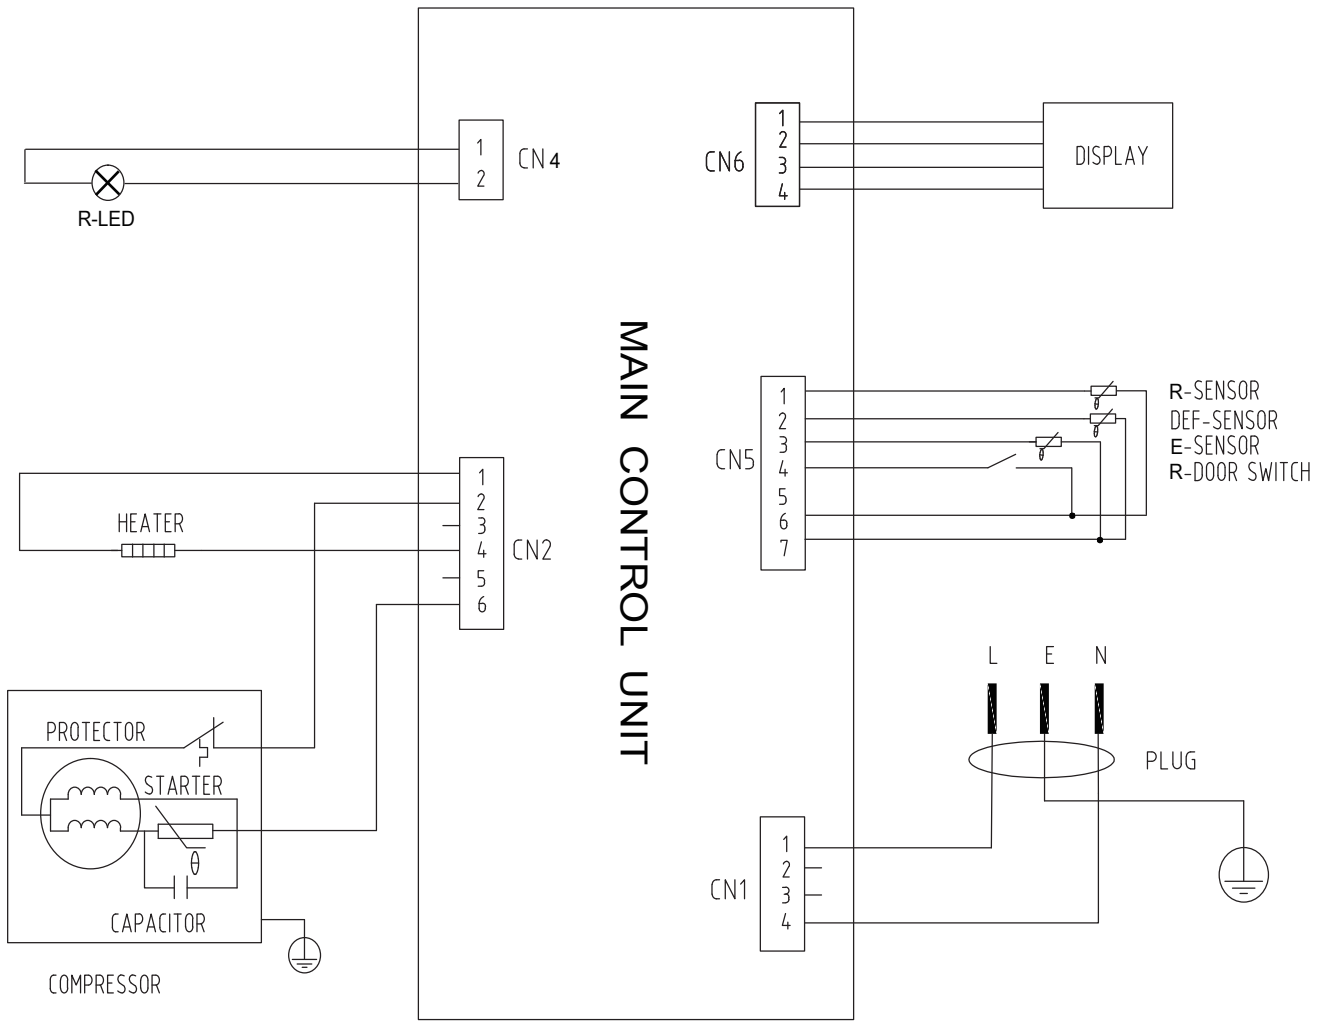 1
2
CN4
R-LED
CN6
1
2
3
4
DISPLAY
MAIN CONTROL UNIT
CN5
1
2
3
4
5
6
7
R-SENSOR
DEF-SENSOR
E-SENSOR
R-DOOR SWITCH
θ
θ
θ
HEATER
1
2
3
4
5
6
CN2
L E N
PLUG
PROTECTOR
STARTER
θ
CAPACITOR
COMPRESSOR
CN1
1
2
3
4